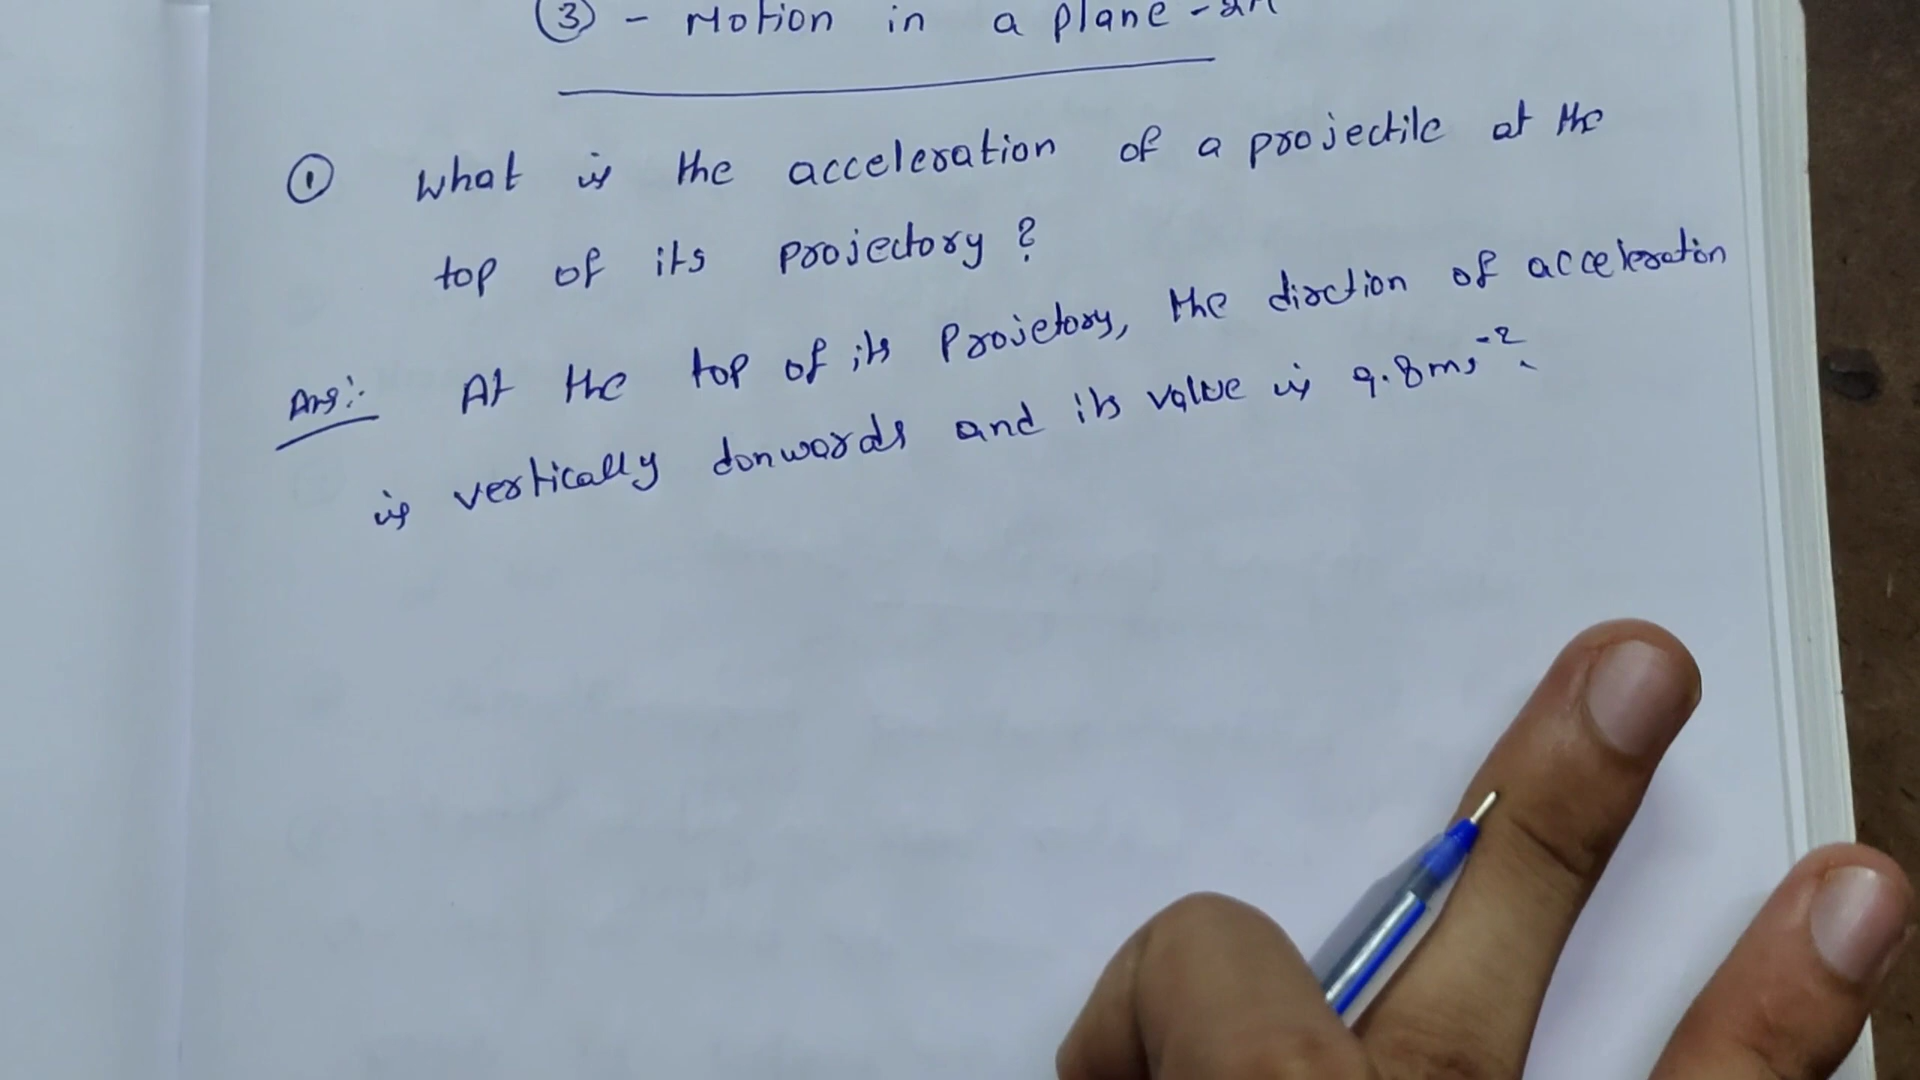 ③ - Motion in a plane -
① What is the acceleration of a projectile at the
top of its projectory ?
Ans:- At the top of its Projetory, the dirction of acceleration
is vertically donwards and its value is 9.8ms⁻².